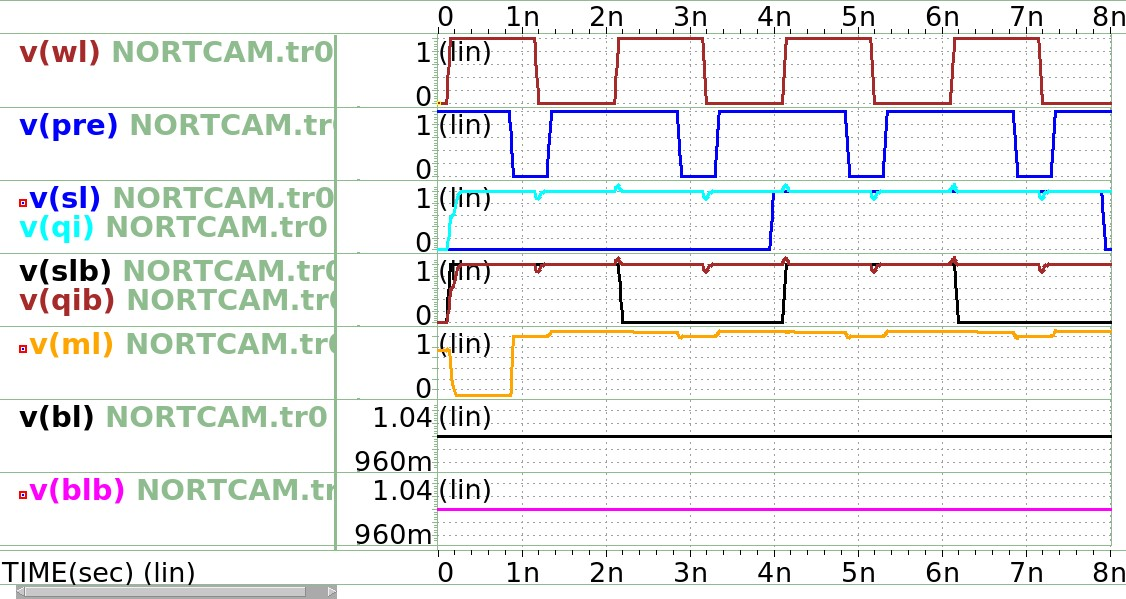 0 1n 2n 3n 4n 5n 6n 7n 8n
v(wl) NORTCAM.tr0 1 (lin)
0
v(pre) NORTCAM.tr 1 (lin)
0
v(sl) NORTCAM.tr0 1 (lin)
v(qi) NORTCAM.tr0 0
v(slb) NORTCAM.tr0 1 (lin)
v(qib) NORTCAM.tr0 0
v(ml) NORTCAM.tr0 1 (lin)
0
v(bl) NORTCAM.tr0 1.04 (lin)
960m
v(blb) NORTCAM.tr 1.04 (lin)
960m
TIME(sec) (lin) 0 1n 2n 3n 4n 5n 6n 7n 8n